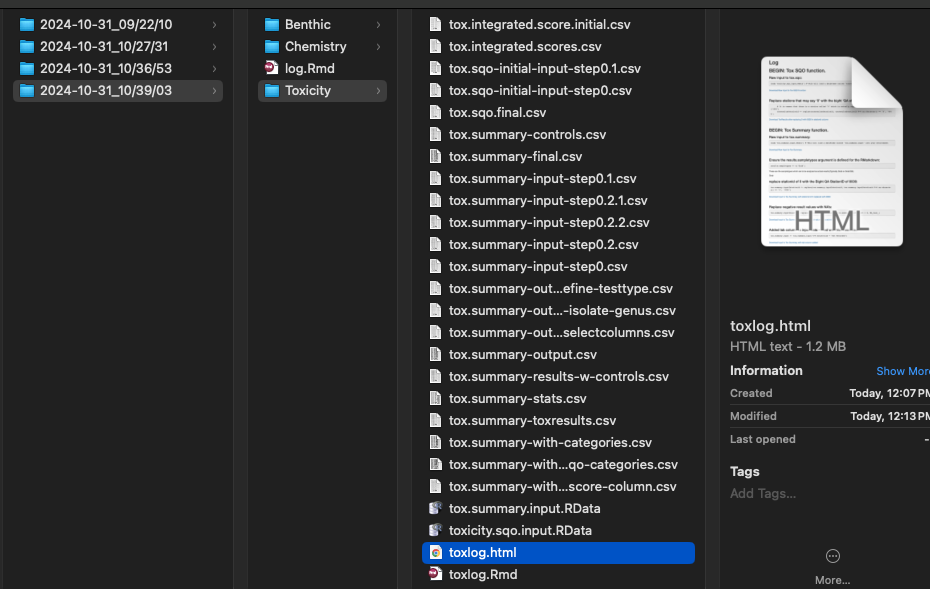 2024-10-31_09/22/10
2024-10-31_10/27/31
2024-10-31_10/36/53
2024-10-31_10/39/03
Benthic
Chemistry
log.Rmd
Toxicity
tox.integrated.score.initial.csv
tox.integrated.scores.csv
tox.sqo-initial-input-step0.1.csv
tox.sqo-initial-input-step0.csv
tox.sqo.final.csv
tox.summary-controls.csv
tox.summary-final.csv
tox.summary-input-step0.1.csv
tox.summary-input-step0.2.1.csv
tox.summary-input-step0.2.2.csv
tox.summary-input-step0.2.csv
tox.summary-input-step0.csv
tox.summary-out...efine-testtype.csv
tox.summary-out...-isolate-genus.csv
tox.summary-out...selectcolumns.csv
tox.summary-output.csv
tox.summary-results-w-controls.csv
tox.summary-stats.csv
tox.summary-toxresults.csv
tox.summary-with-categories.csv
tox.summary-with...qo-categories.csv
tox.summary-with...score-column.csv
tox.summary.input.RData
toxicity.sqo.input.RData
toxlog.html
toxlog.Rmd
Log
BEGIN: Tox SQO function.
BEGIN: Tox Summary function.
HTML
toxlog.html
HTML text - 1.2 MB
Information Show More
Created Today, 12:07 PM
Modified Today, 12:13 PM
Last opened --
Tags
Add Tags...
More...